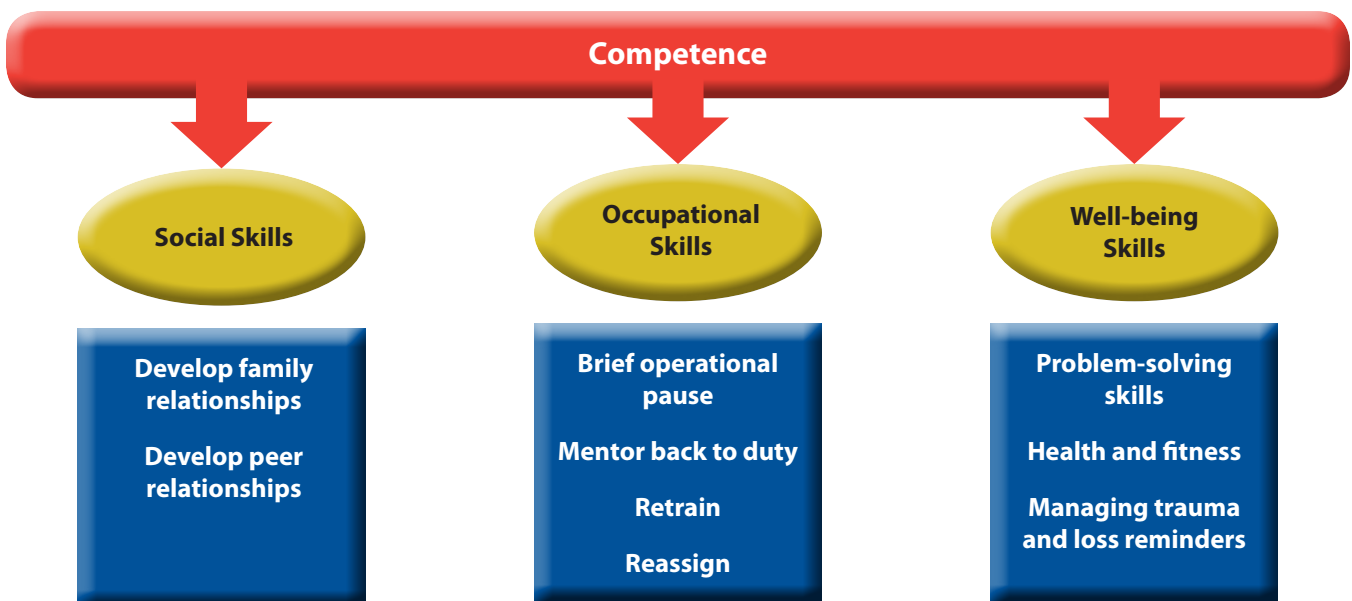 Competence
Social Skills
Develop family
relationships
Develop peer
relationships
Occupational
Skills
Brief operational
pause
Mentor back to duty
Retrain
Reassign
Well-being
Skills
Problem-solving
skills
Health and fitness
Managing trauma
and loss reminders